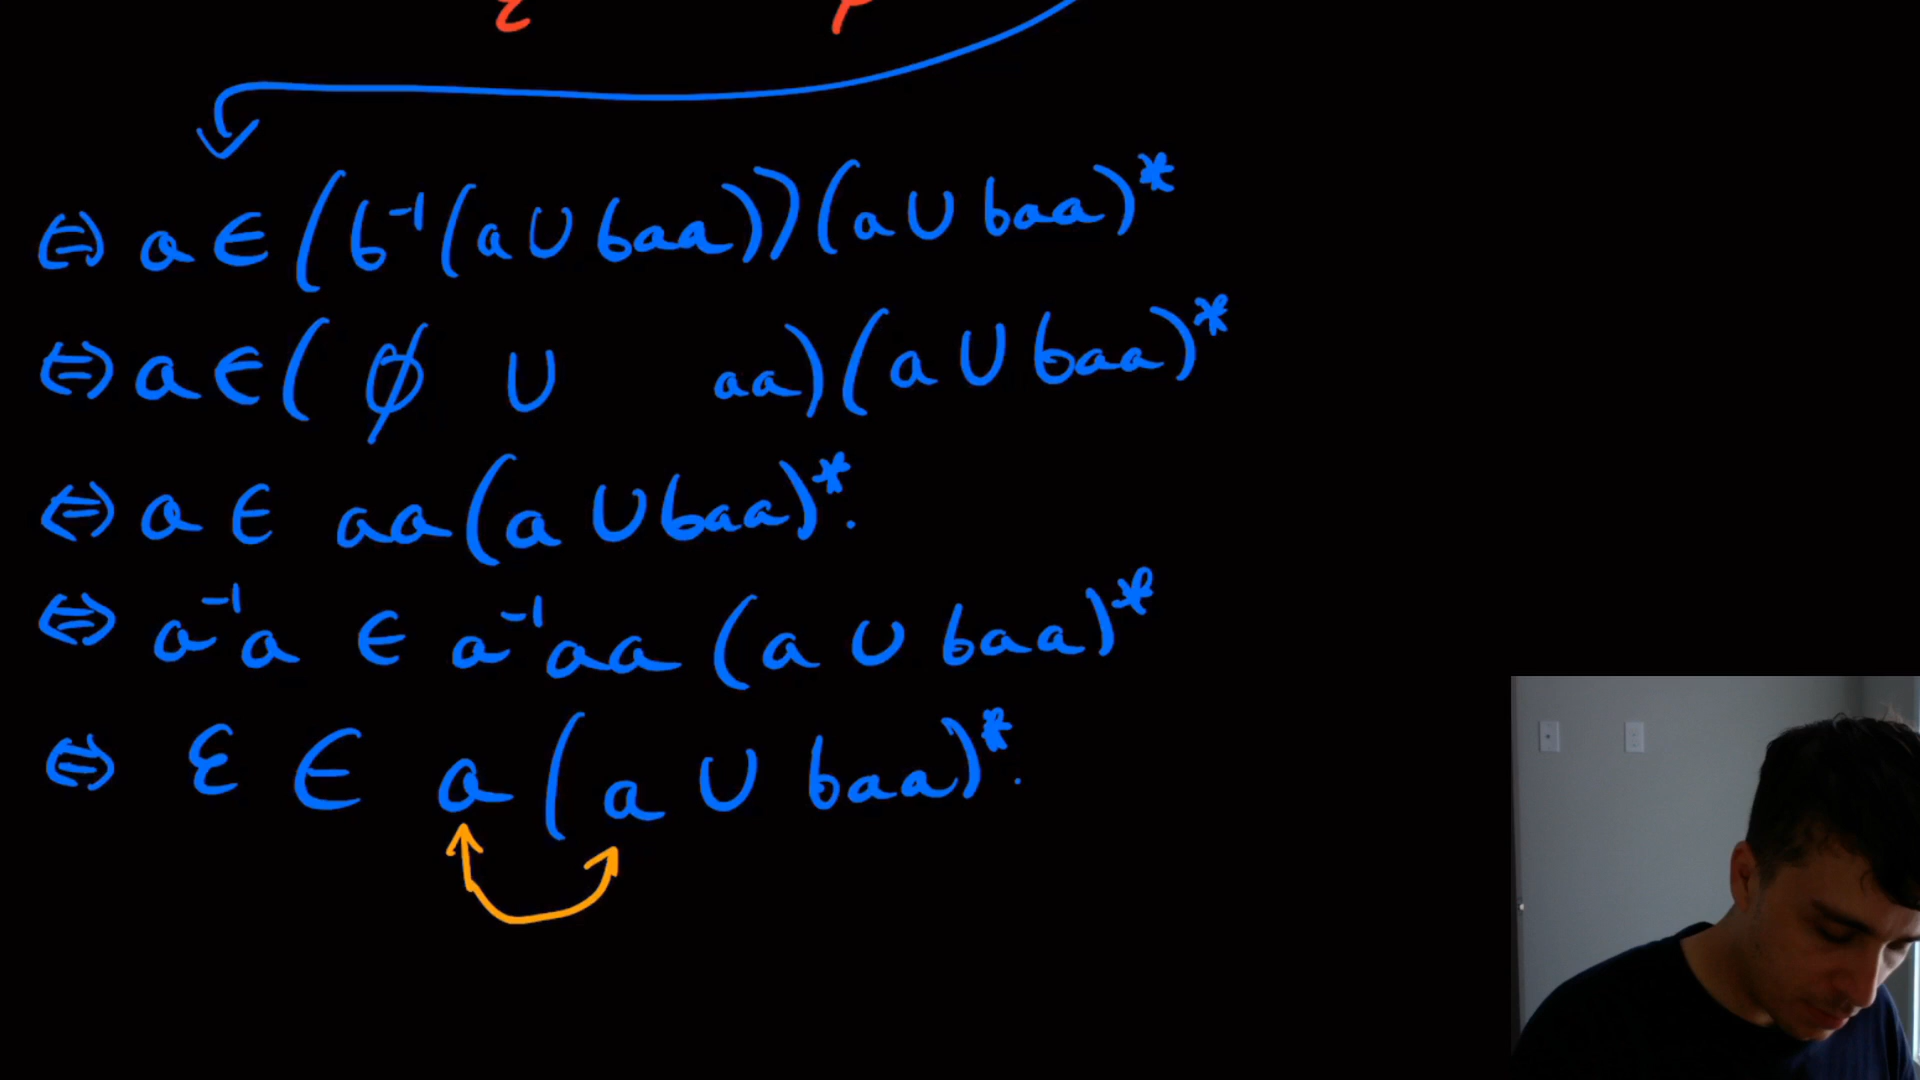 ⇔ a ∈ (b⁻¹(a ∪ baa))(a ∪ baa)*
⇔ a ∈ ( ∅ ∪ aa)(a ∪ baa)*
⇔ a ∈ aa(a ∪ baa)*.
⇔ a⁻¹a ∈ a⁻¹aa (a ∪ baa)*
⇔ ε ∈ a(a ∪ baa)*.